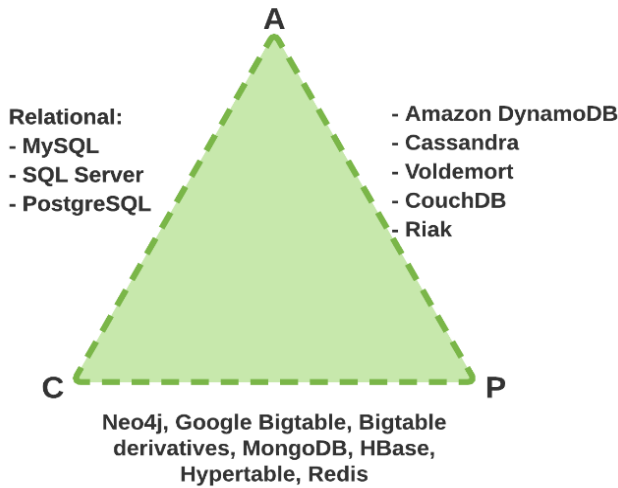 A
Relational:
- MySQL
- SQL Server
- PostgreSQL
- Amazon DynamoDB
- Cassandra
- Voldemort
- CouchDB
- Riak
C
P
Neo4j, Google Bigtable, Bigtable
derivatives, MongoDB, HBase,
Hypertable, Redis